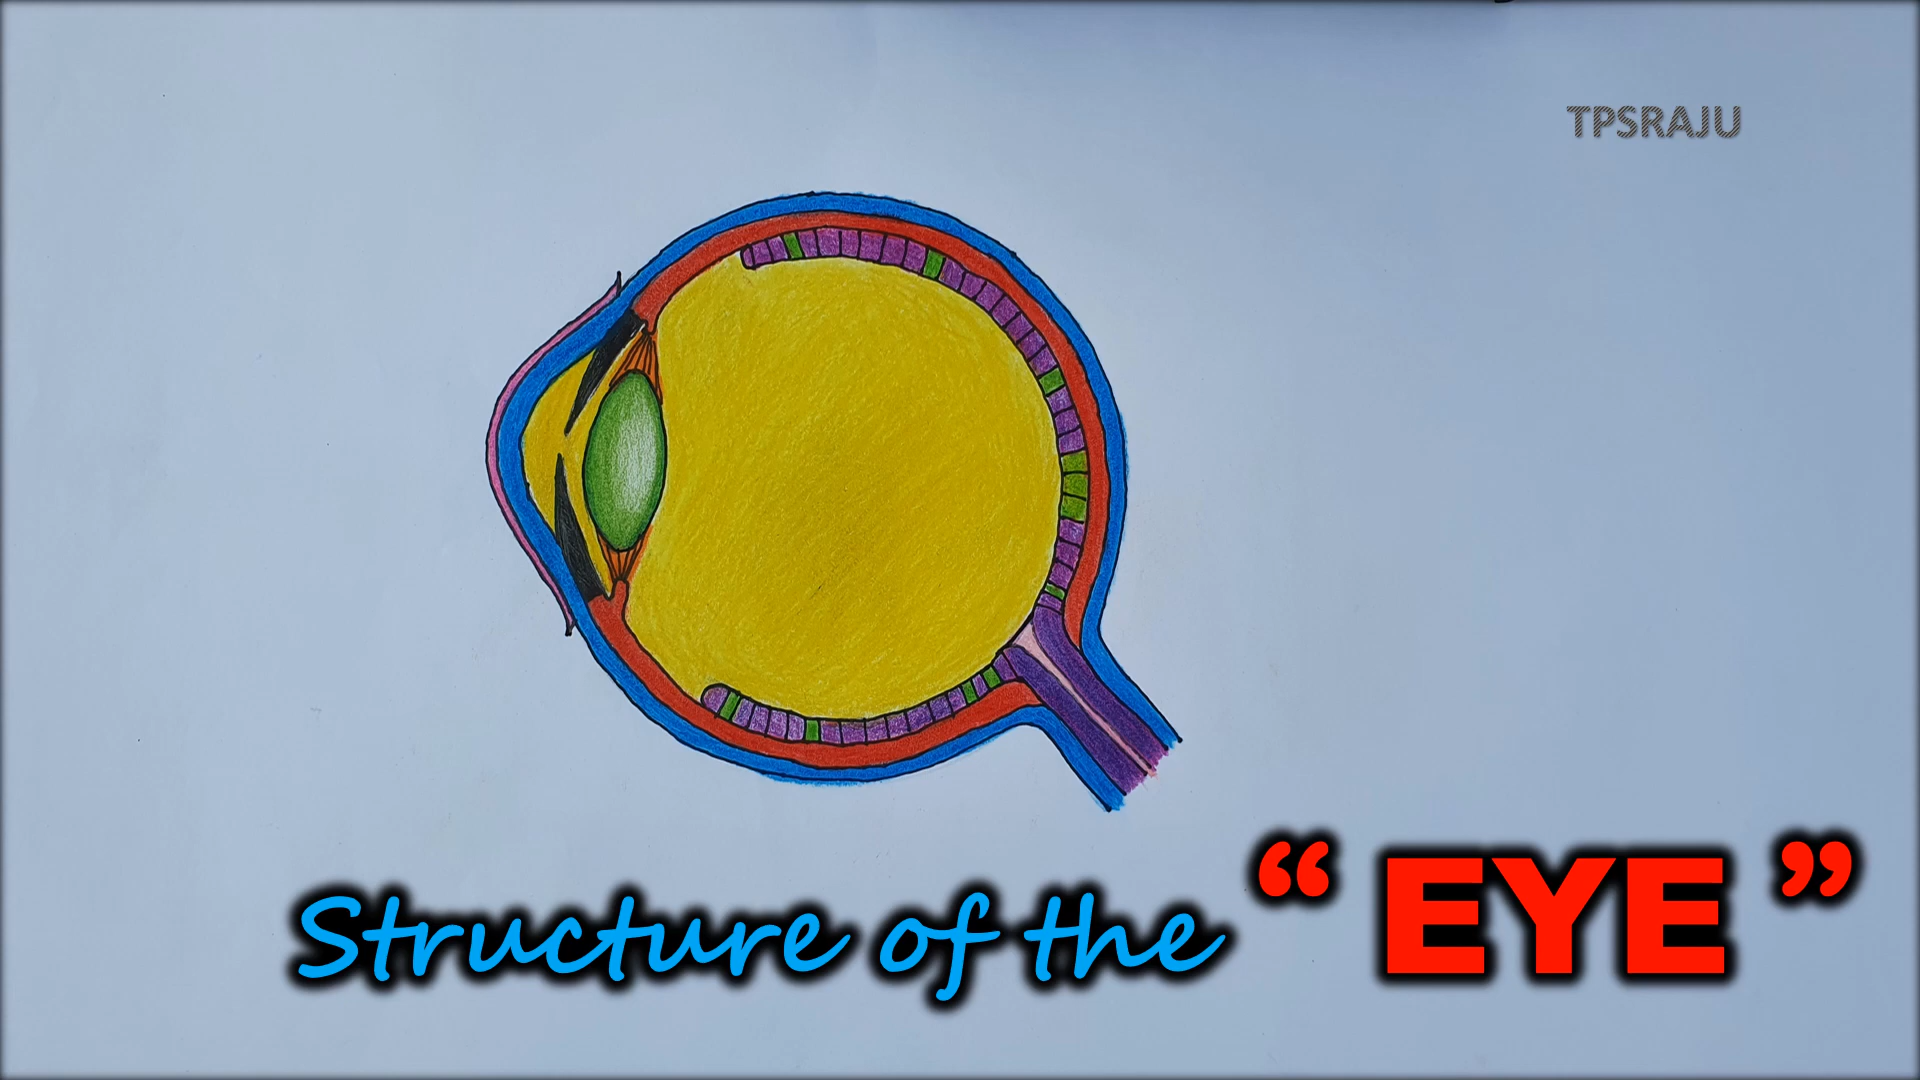 TPSRAJU
Structure of the “ EYE ”